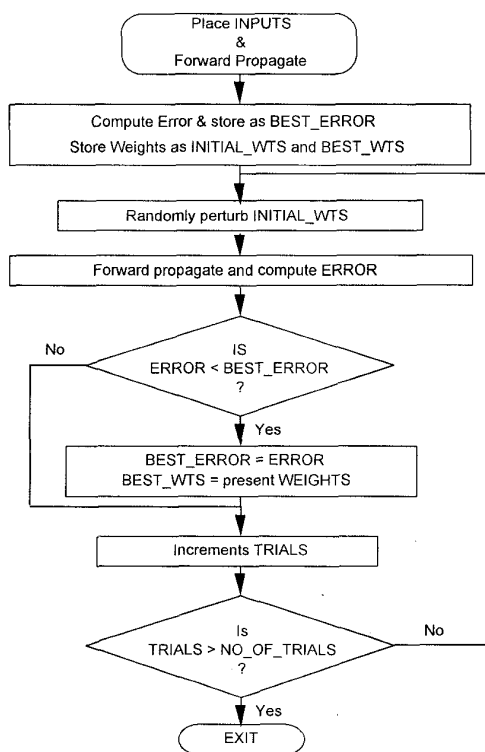 Place INPUTS
&
Forward Propagate
Compute Error & store as BEST_ERROR
Store Weights as INITIAL_WTS and BEST_WTS
Randomly perturb INITIAL_WTS
Forward propagate and compute ERROR
No
IS
ERROR < BEST_ERROR
?
Yes
BEST_ERROR = ERROR
BEST_WTS = present WEIGHTS
Increments TRIALS
Is
TRIALS > NO_OF_TRIALS
?
No
Yes
EXIT